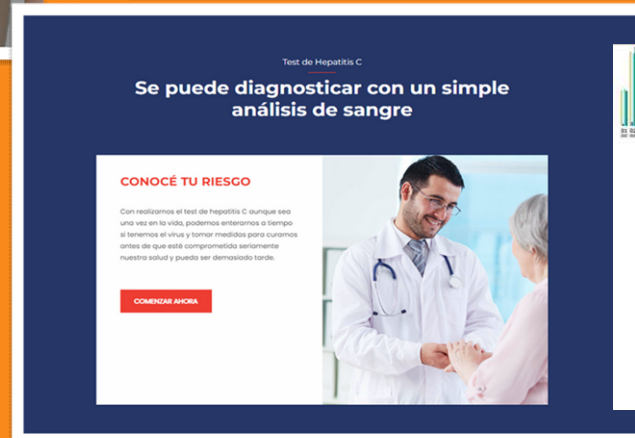 Test de Hepatitis C
Se puede diagnosticar con un simple
análisis de sangre
CONOCÉ TU RIESGO
Con realizarnos el test de hepatitis C aunque sea
una vez en la vida, podemos enterarnos a tiempo
si tenemos el virus y tomar medidas para curarnos
antes de que esté comprometida seriamente
nuestra salud y pueda ser demasiado tarde.
COMENZAR AHORA